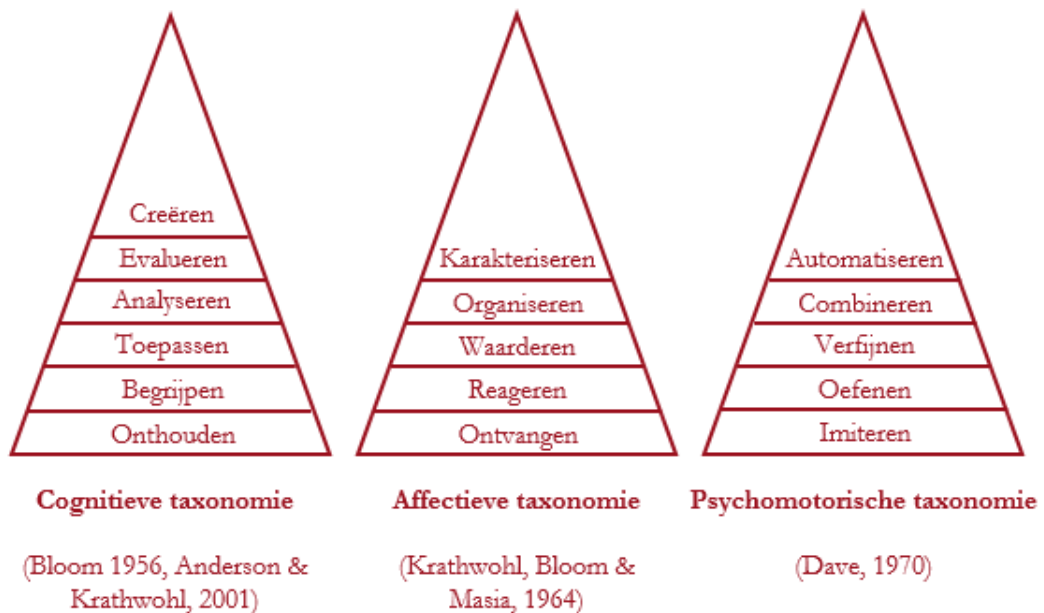 Creëren
Evalueren
Analyseren
Toepassen
Begrijpen
Onthouden
Cognitieve taxonomie
(Bloom 1956, Anderson &
Krathwohl, 2001)
Karakteriseren
Organiseren
Waarderen
Reageren
Ontvangen
Affectieve taxonomie
(Krathwohl, Bloom &
Masia, 1964)
Automatiseren
Combineren
Verfijnen
Oefenen
Imiteren
Psychomotorische taxonomie
(Dave, 1970)